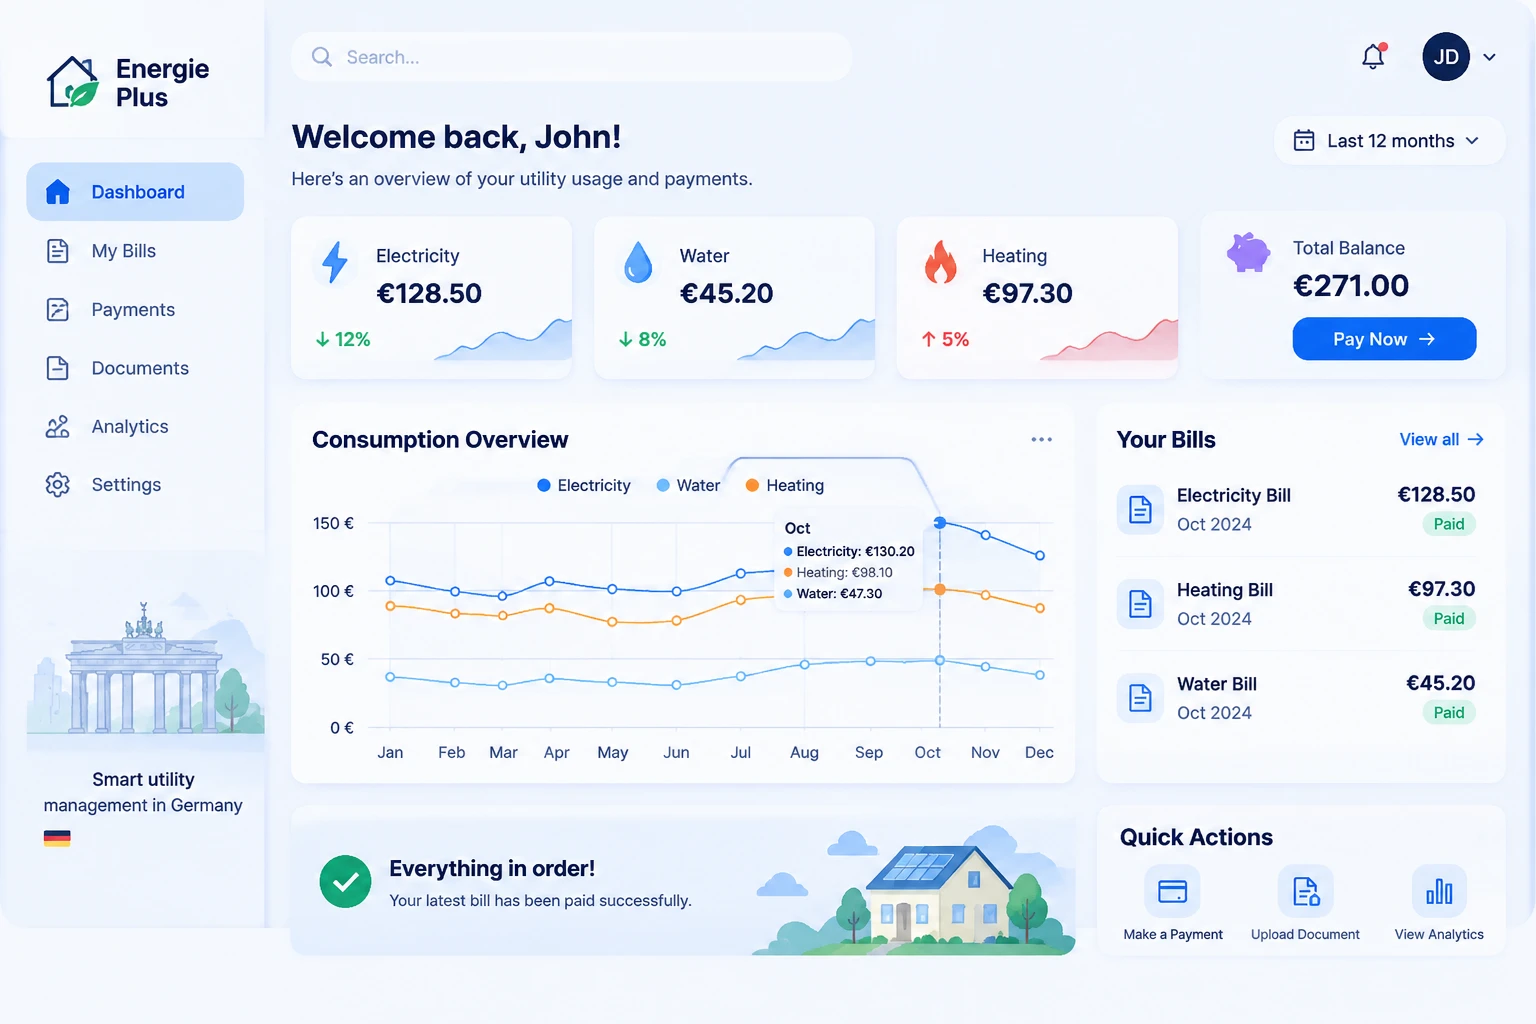 Energie
Plus
Search...
JD
Welcome back, John!
Here's an overview of your utility usage and payments.
Last 12 months
Dashboard
My Bills
Payments
Documents
Analytics
Settings
Smart utility
management in Germany
Electricity
€128.50
↓ 12%
Water
€45.20
↓ 8%
Heating
€97.30
↑ 5%
Total Balance
€271.00
Pay Now →
Consumption Overview
Electricity
Water
Heating
150 €
100 €
50 €
0 €
Oct
Electricity: €130.20
Heating: €98.10
Water: €47.30
Jan Feb Mar Apr May Jun Jul Aug Sep Oct Nov Dec
Your Bills
View all →
Electricity Bill
€128.50
Oct 2024
Paid
Heating Bill
€97.30
Oct 2024
Paid
Water Bill
€45.20
Oct 2024
Paid
Everything in order!
Your latest bill has been paid successfully.
Quick Actions
Make a Payment
Upload Document
View Analytics